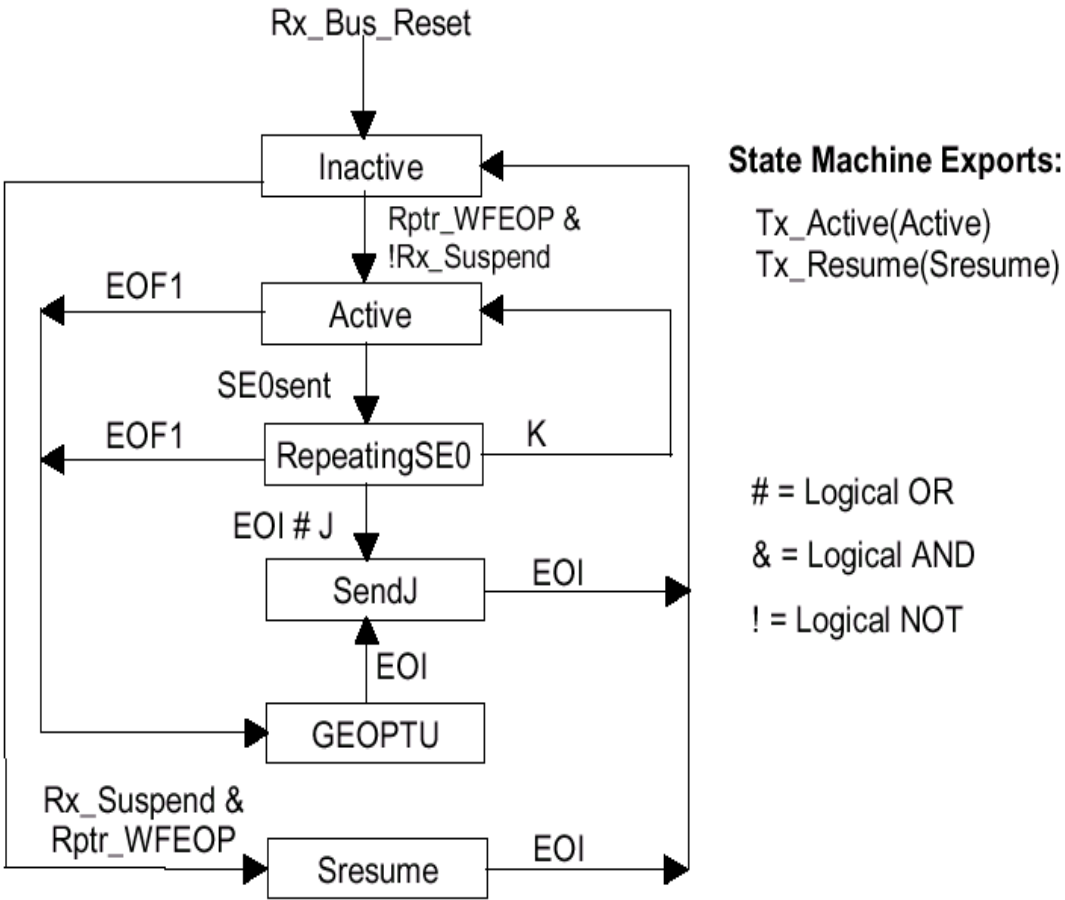 Rx_Bus_Reset
Inactive
State Machine Exports:
Rptr_WFEOP &
!Rx_Suspend
Tx_Active(Active)
Tx_Resume(Sresume)
EOF1
Active
SE0sent
EOF1
RepeatingSE0
K
EOI # J
# = Logical OR
& = Logical AND
! = Logical NOT
SendJ
EOI
EOI
GEOPTU
Rx_Suspend &
Rptr_WFEOP
Sresume
EOI